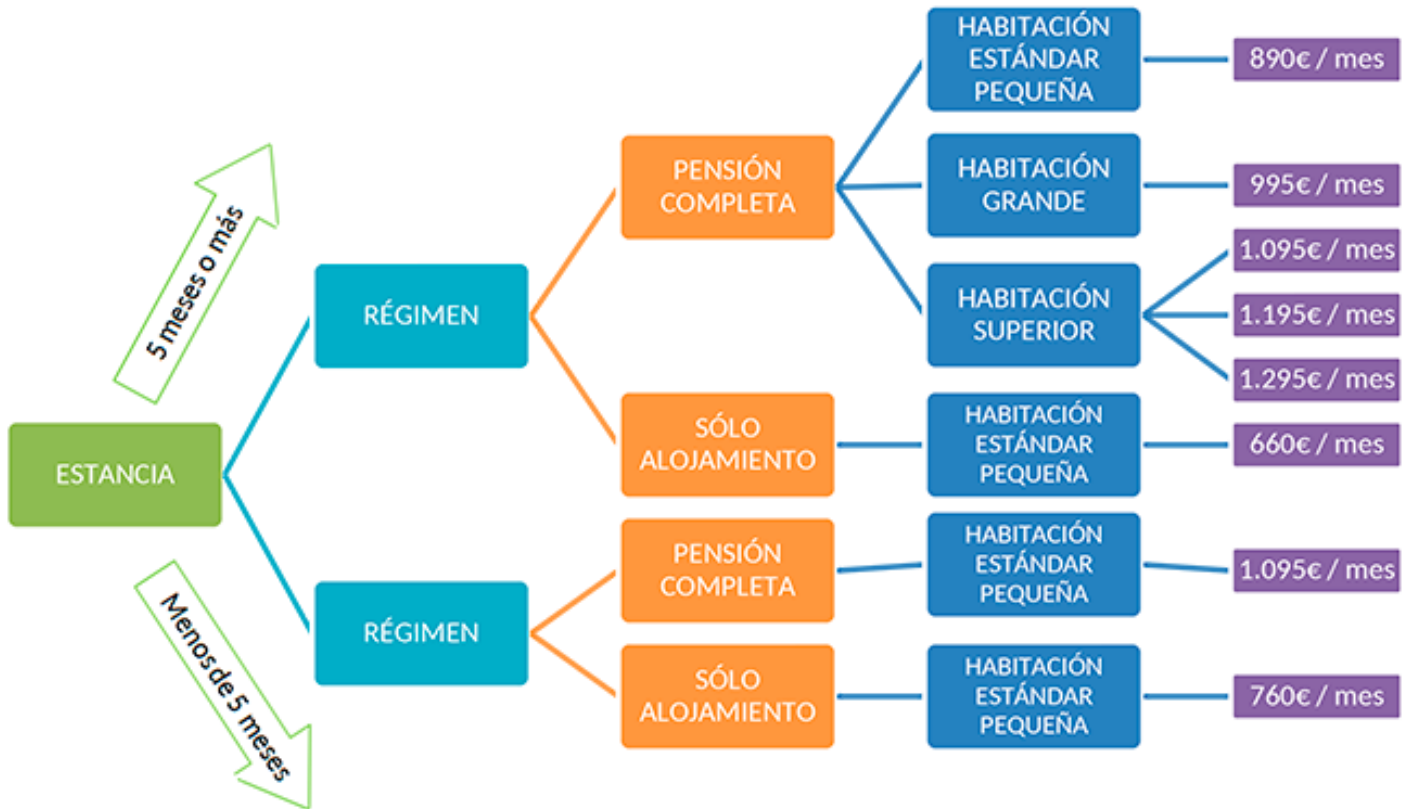 ESTANCIA
5 meses o más
Menos de 5 meses
RÉGIMEN
PENSIÓN
COMPLETA
HABITACIÓN
ESTÁNDAR
PEQUEÑA
890€ / mes
HABITACIÓN
GRANDE
995€ / mes
HABITACIÓN
SUPERIOR
1.095€ / mes
1.195€ / mes
1.295€ / mes
SÓLO
ALOJAMIENTO
HABITACIÓN
ESTÁNDAR
PEQUEÑA
660€ / mes
RÉGIMEN
PENSIÓN
COMPLETA
HABITACIÓN
ESTÁNDAR
PEQUEÑA
1.095€ / mes
SÓLO
ALOJAMIENTO
HABITACIÓN
ESTÁNDAR
PEQUEÑA
760€ / mes